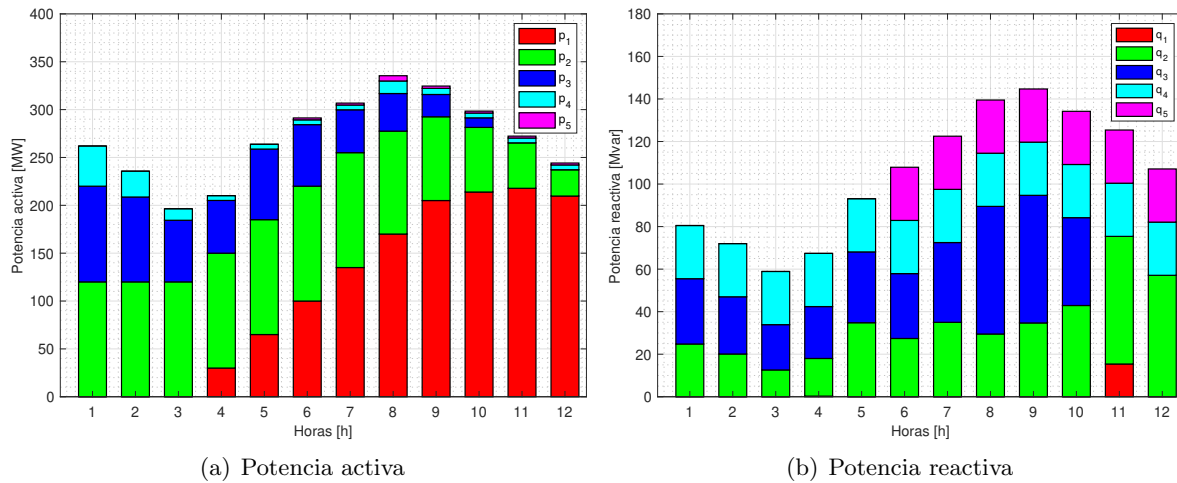 400
350
300
250
200
150
100
50
0
Potencia activa [MW]
p1
p2
p3
p4
p5
1 2 3 4 5 6 7 8 9 10 11 12
Horas [h]
(a) Potencia activa
180
160
140
120
100
80
60
40
20
0
Potencia reactiva [Mvar]
q1
q2
q3
q4
q5
1 2 3 4 5 6 7 8 9 10 11 12
Horas [h]
(b) Potencia reactiva